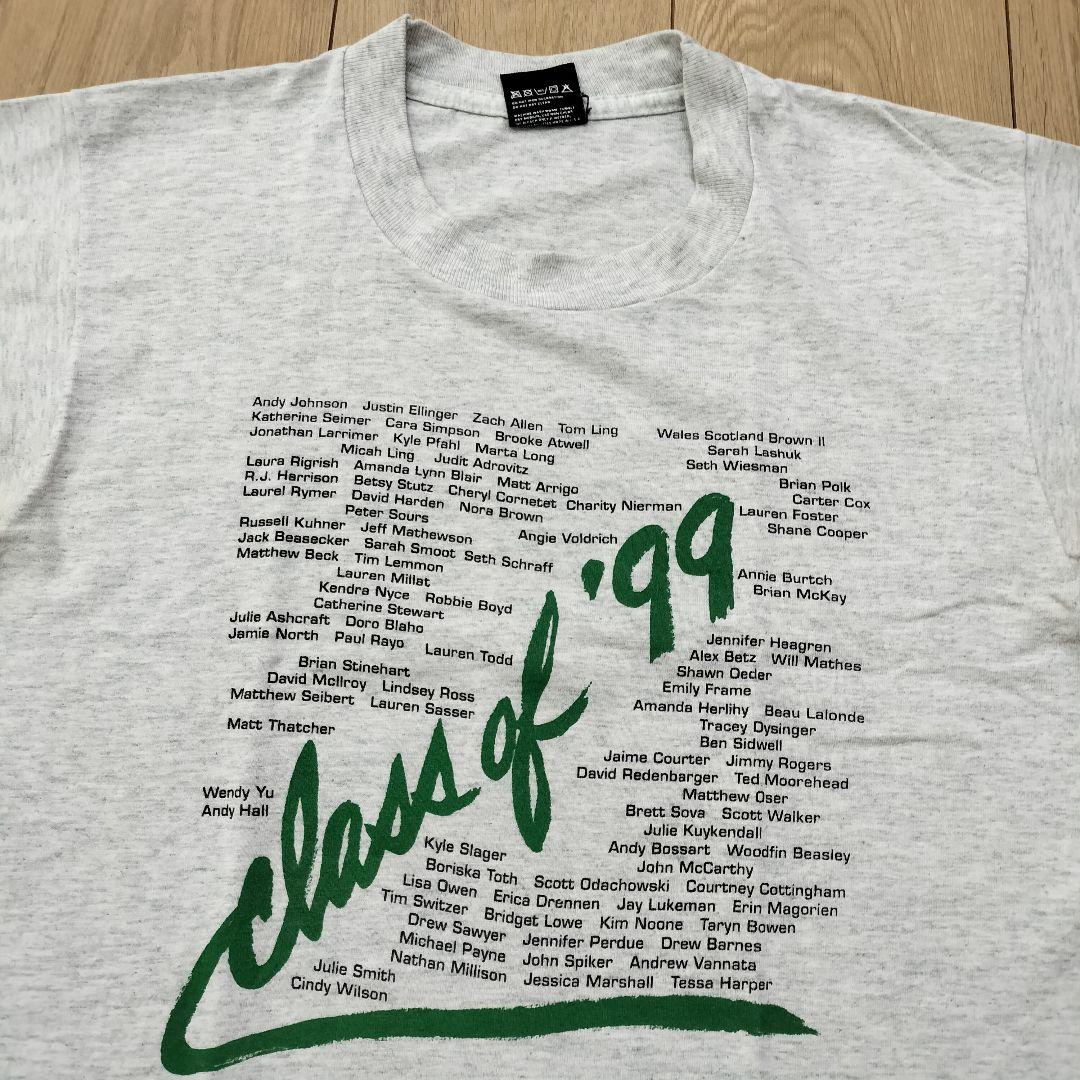 DO NOT DRY CLEAN
Andy Johnson Justin Ellinger Zach Allen Tom Ling
Katherine Seimer Cara Simpson Brooke Atwell
Jonathan Larrimer Kyle Pfahl Marta Long
Micah Ling Judit Adrovitz
Laura Rigrish Amanda Lynn Blair Matt Arrigo
R.J. Harrison Betsy Stutz Cheryl Cornetet Charity Nierman
Laurel Rymer David Harden Nora Brown
Peter Sours
Russell Kuhner Jeff Mathewson Angie Voldrich
Jack Beasecker Sarah Smoot Seth Schraff
Matthew Beck Tim Lemmon
Lauren Millat
Kendra Nyce Robbie Boyd
Catherine Stewart
Julie Ashcraft Doro Blaho
Jamie North Paul Rayo Lauren Todd
Brian Stinehart
David McIlroy Lindsey Ross
Matthew Seibert Lauren Sasser
Matt Thatcher
Wendy Yu
Andy Hall
Wales Scotland Brown II
Sarah Lashuk
Seth Wiesman
Brian Polk
Carter Cox
Lauren Foster
Shane Cooper
Annie Burtch
Brian McKay
Jennifer Heagren
Alex Betz Will Mathes
Shawn Oeder
Emily Frame
Amanda Herlihy Beau Lalonde
Tracey Dysinger
Ben Sidwell
Jaime Courter Jimmy Rogers
David Redenbarger Ted Moorehead
Matthew Oser
Brett Sova Scott Walker
Julie Kuykendall
Andy Bossart Woodfin Beasley
John McCarthy
class of '99
Kyle Slager
Boriska Toth Scott Odachowski Courtney Cottingham
Lisa Owen Erica Drennen Jay Lukeman Erin Magorien
Tim Switzer Bridget Lowe Kim Noone Taryn Bowen
Drew Sawyer Jennifer Perdue Drew Barnes
Michael Payne John Spiker Andrew Vannata
Nathan Millison Jessica Marshall Tessa Harper
Julie Smith
Cindy Wilson